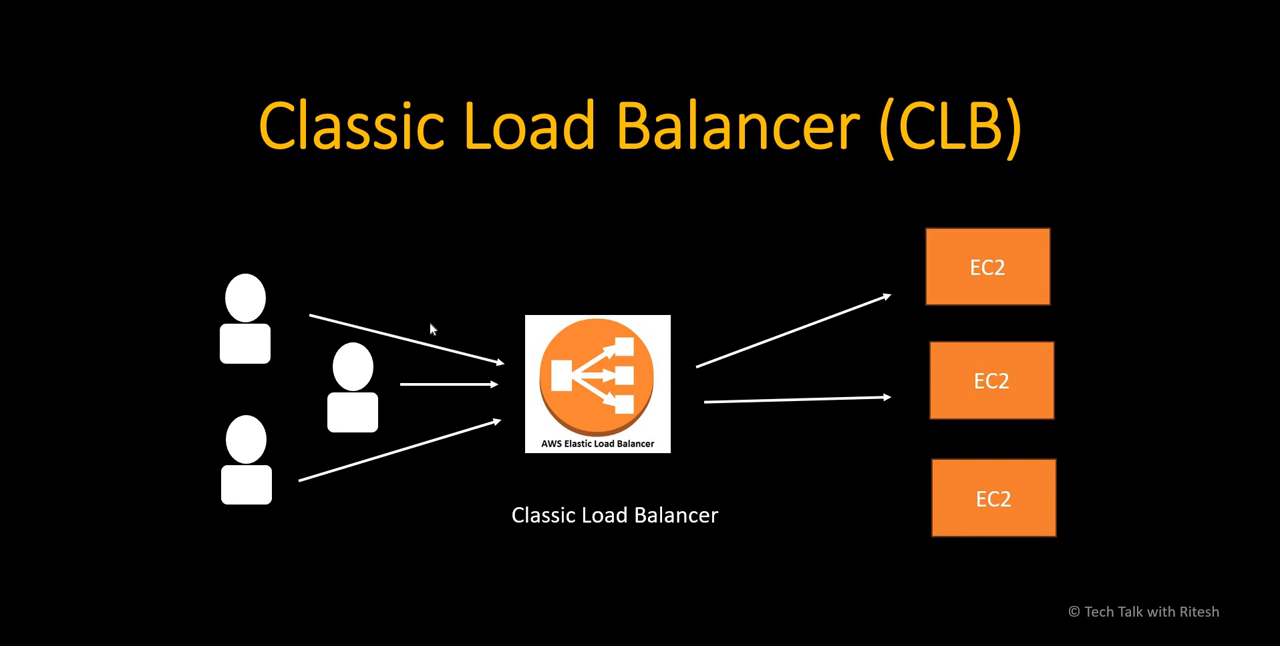 Classic Load Balancer (CLB)
EC2
EC2
AWS Elastic Load Balancer
EC2
Classic Load Balancer
© Tech Talk with Ritesh